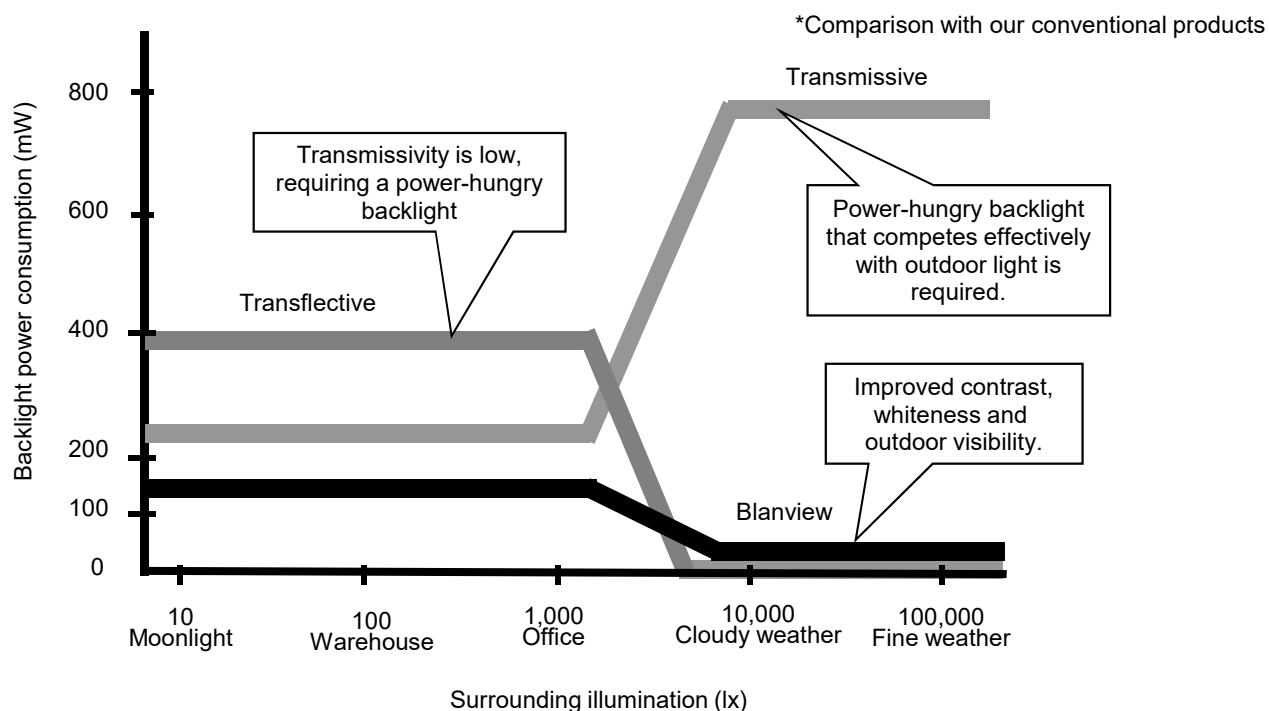 *Comparison with our conventional products
Transmissive
800
Transmissivity is low,
requiring a power-hungry
backlight
600
Power-hungry backlight
that competes effectively
with outdoor light is
required.
Transflective
400
Improved contrast,
whiteness and
outdoor visibility.
200
100
Blanview
0
Backlight power consumption (mW)
10
Moonlight
100
Warehouse
1,000
Office
10,000
Cloudy weather
100,000
Fine weather
Surrounding illumination (lx)